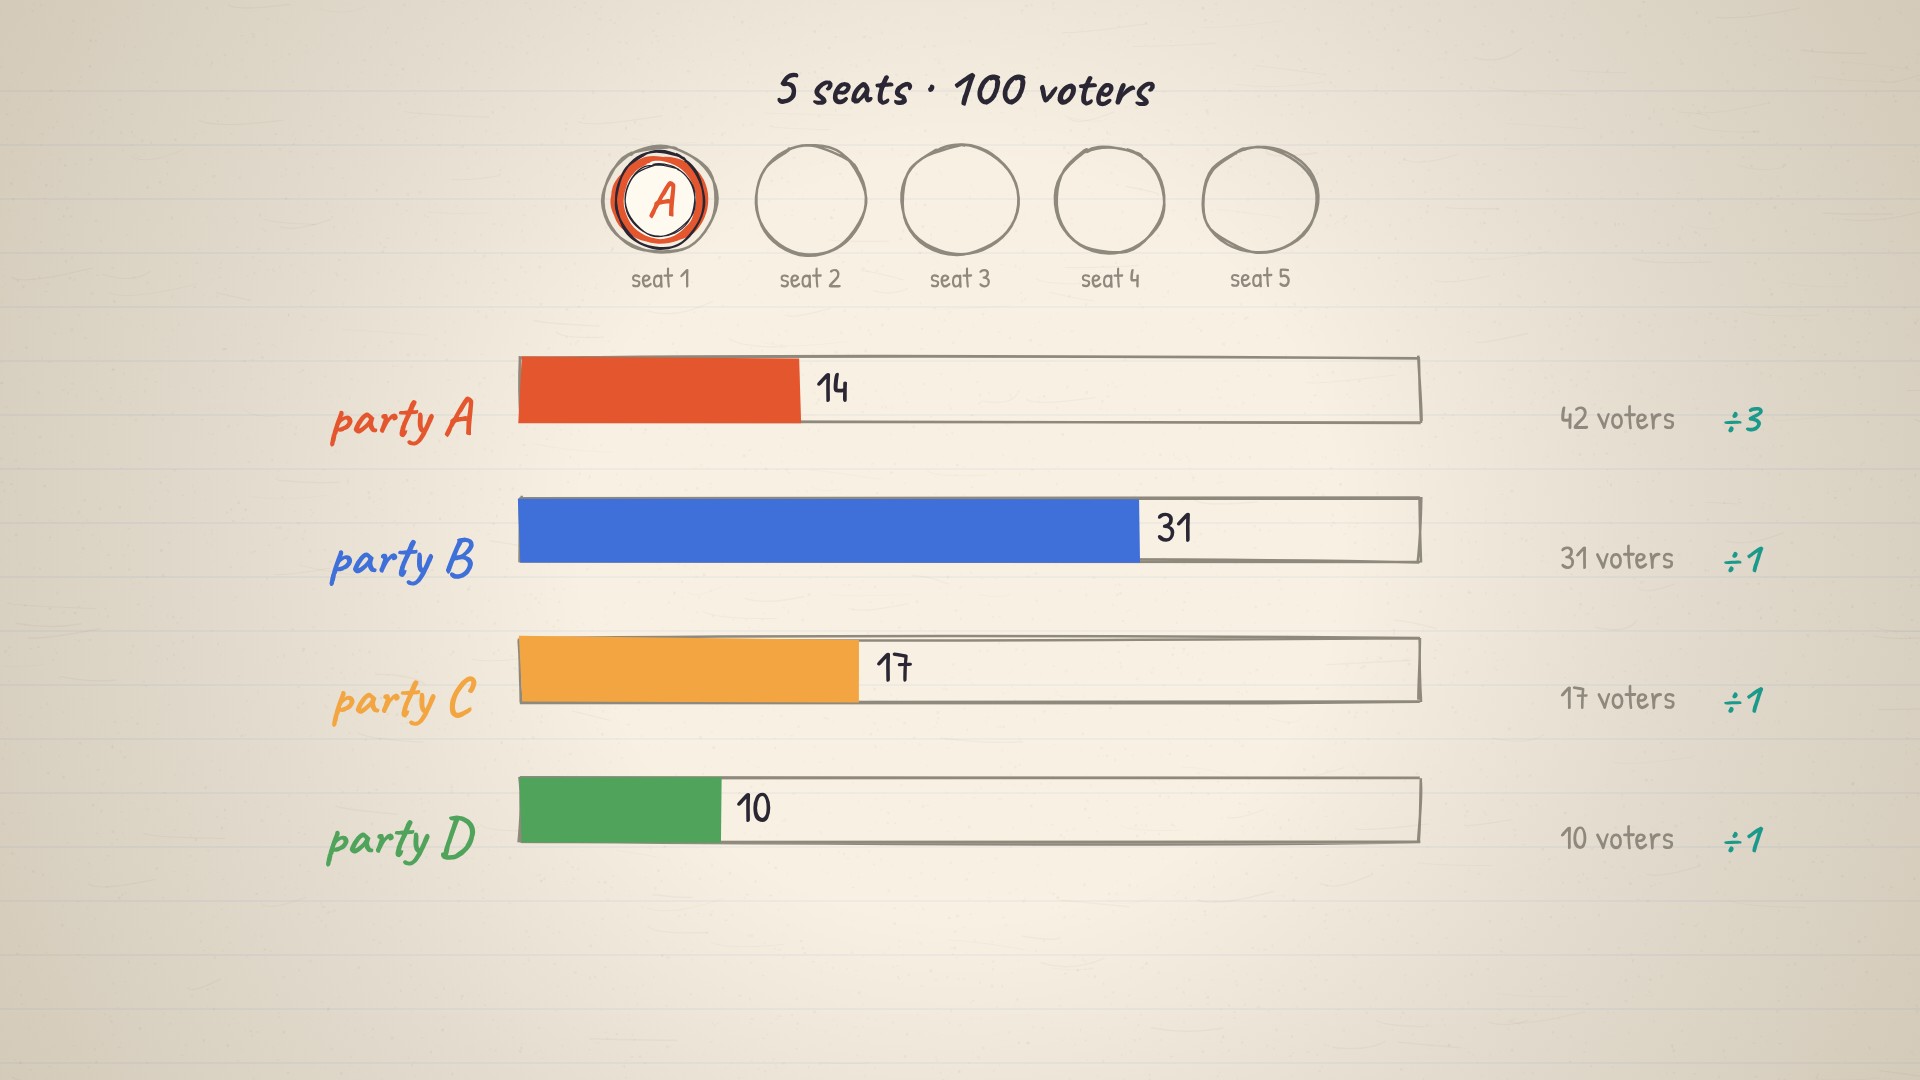 5 seats · 100 voters
A
seat 1 seat 2 seat 3 seat 4 seat 5
party A 14 42 voters ÷3
party B 31 31 voters ÷1
party C 17 17 voters ÷1
party D 10 10 voters ÷1